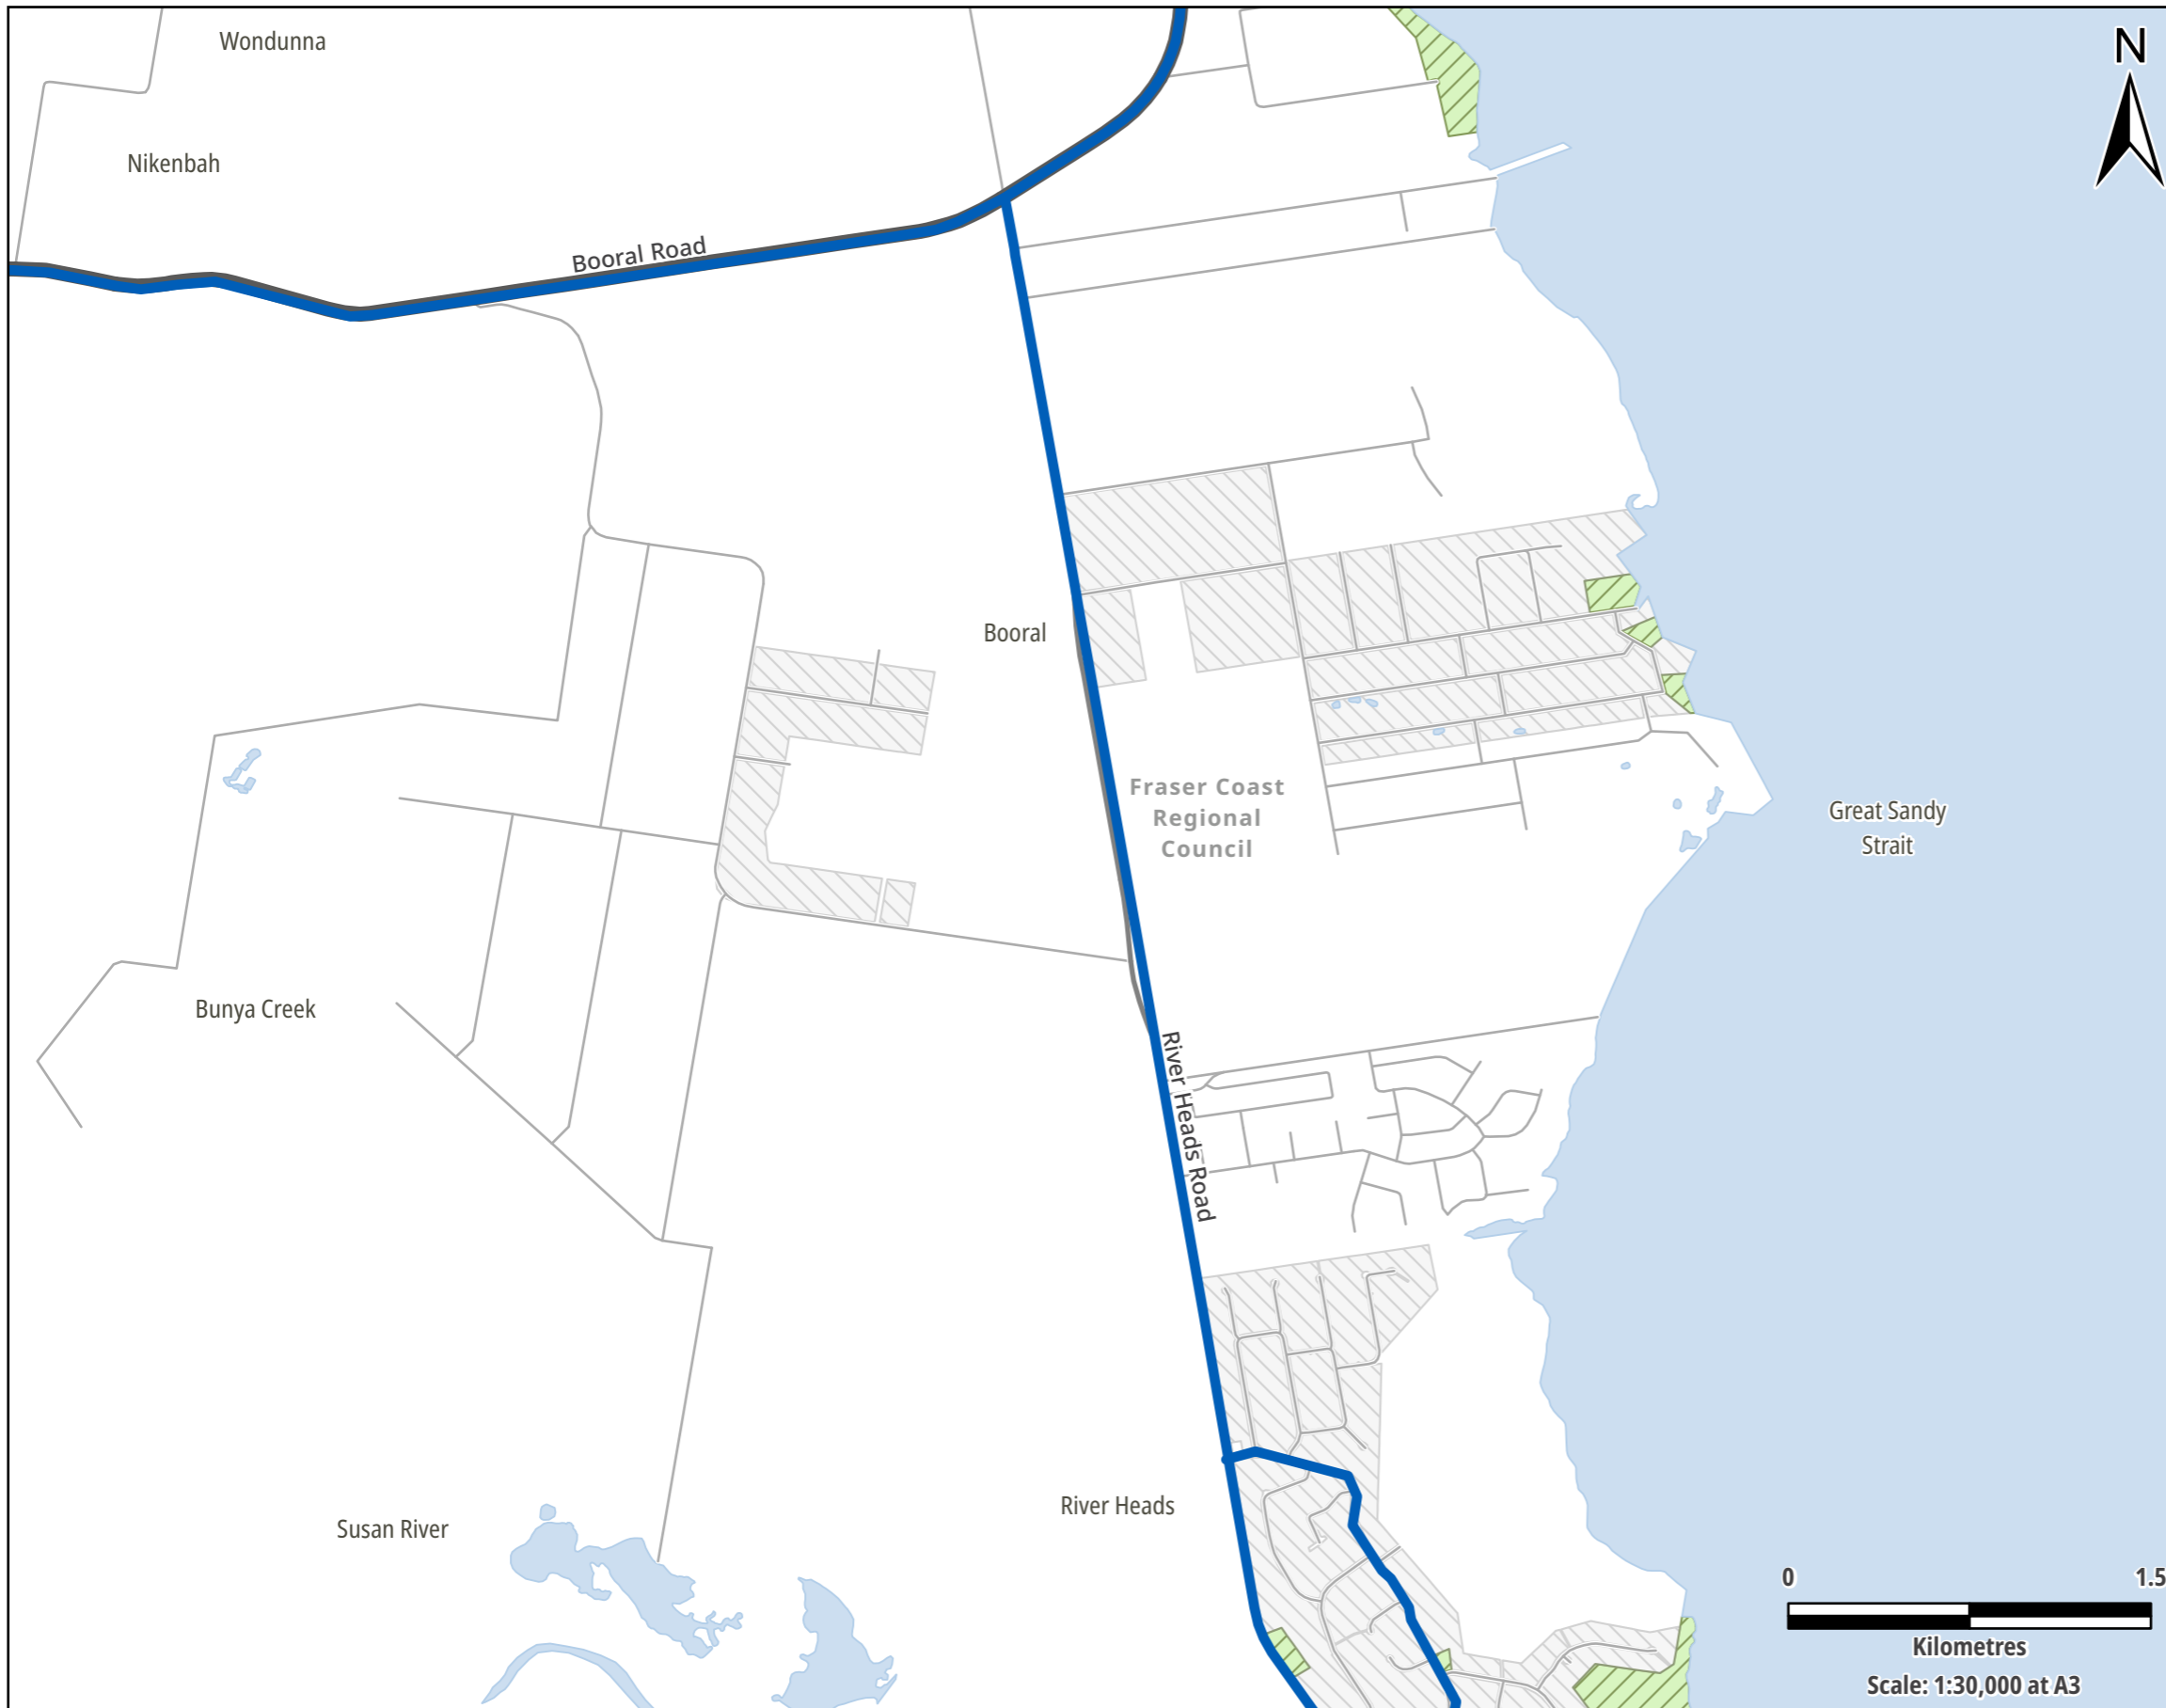 Wondunna
N
Nikenbah
Booral Road
Booral
Fraser Coast
Regional
Council
Great Sandy
Strait
Bunya Creek
River Heads Road
River Heads
Susan River
0
1.5
Kilometres
Scale: 1:30,000 at A3